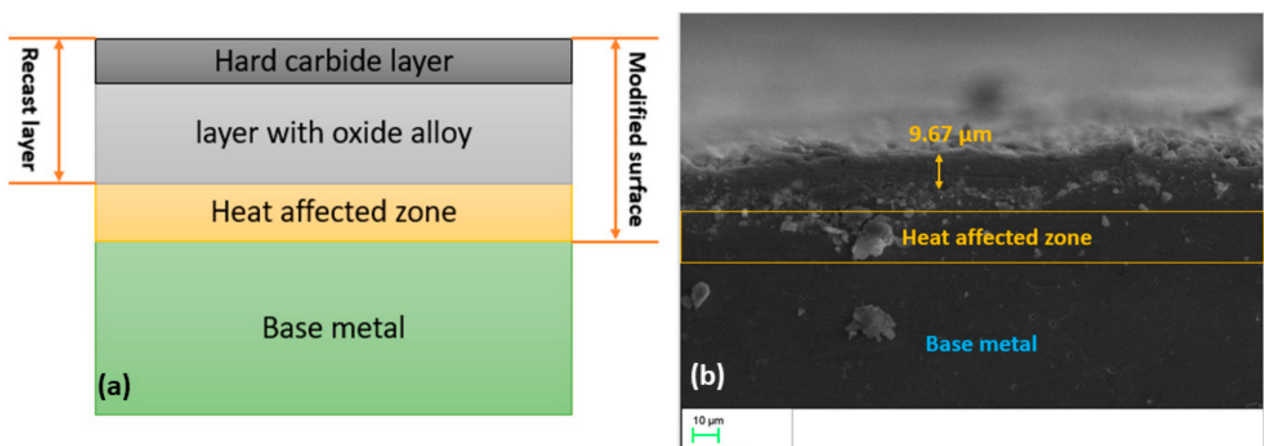 Recast layer
Hard carbide layer
layer with oxide alloy
Heat affected zone
Base metal
Modified surface
(a)
9.67 µm
Heat affected zone
Base metal
(b)
10 µm